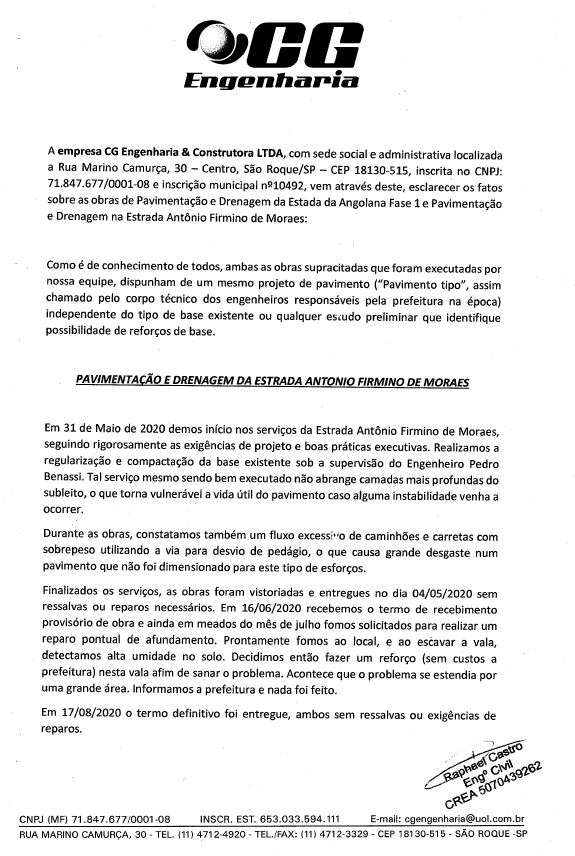 CG
Engenharia
A empresa CG Engenharia & Construtora LTDA, com sede social e administrativa localizada
a Rua Marino Camurça, 30 – Centro, São Roque/SP – CEP 18130-515, inscrita no CNPJ:
71.847.677/0001-08 e inscrição municipal nº10492, vem através deste, esclarecer os fatos
sobre as obras de Pavimentação e Drenagem da Estada da Angolana Fase 1 e Pavimentação
e Drenagem na Estrada Antônio Firmino de Moraes:
Como é de conhecimento de todos, ambas as obras supracitadas que foram executadas por
nossa equipe, dispunham de um mesmo projeto de pavimento ("Pavimento tipo", assim
chamado pelo corpo técnico dos engenheiros responsáveis pela prefeitura na época)
independente do tipo de base existente ou qualquer estudo preliminar que identifique
possibilidade de reforços de base.
PAVIMENTAÇÃO E DRENAGEM DA ESTRADA ANTONIO FIRMINO DE MORAES
Em 31 de Maio de 2020 demos início nos serviços da Estrada Antônio Firmino de Moraes,
seguindo rigorosamente as exigências de projeto e boas práticas executivas. Realizamos a
regularização e compactação da base existente sob a supervisão do Engenheiro Pedro
Benassi. Tal serviço mesmo sendo bem executado não abrange camadas mais profundas do
subleito, o que torna vulnerável a vida útil do pavimento caso alguma instabilidade venha a
ocorrer.
Durante as obras, constatamos também um fluxo excessivo de caminhões e carretas com
sobrepeso utilizando a via para desvio de pedágio, o que causa grande desgaste num
pavimento que não foi dimensionado para este tipo de esforços.
Finalizados os serviços, as obras foram vistoriadas e entregues no dia 04/05/2020 sem
ressalvas ou reparos necessários. Em 16/06/2020 recebemos o termo de recebimento
provisório de obra e ainda em meados do mês de julho fomos solicitados para realizar um
reparo pontual de afundamento. Prontamente fomos ao local, e ao escavar a vala,
detectamos alta umidade no solo. Decidimos então fazer um reforço (sem custos a
prefeitura) nesta vala afim de sanar o problema. Acontece que o problema se estendia por
uma grande área. Informamos a prefeitura e nada foi feito.
Em 17/08/2020 o termo definitivo foi entregue, ambos sem ressalvas ou exigências de
reparos.
Raphael Castro
Engº Civil
CREA 5070439262
CNPJ (MF) 71.847.677/0001-08 INSCR. EST. 653.033.594.111 E-mail: cgengenharia@uol.com.br
RUA MARINO CAMURÇA, 30 - TEL. (11) 4712-4920 - TEL./FAX: (11) 4712-3329 - CEP 18130-515 - SÃO ROQUE -SP